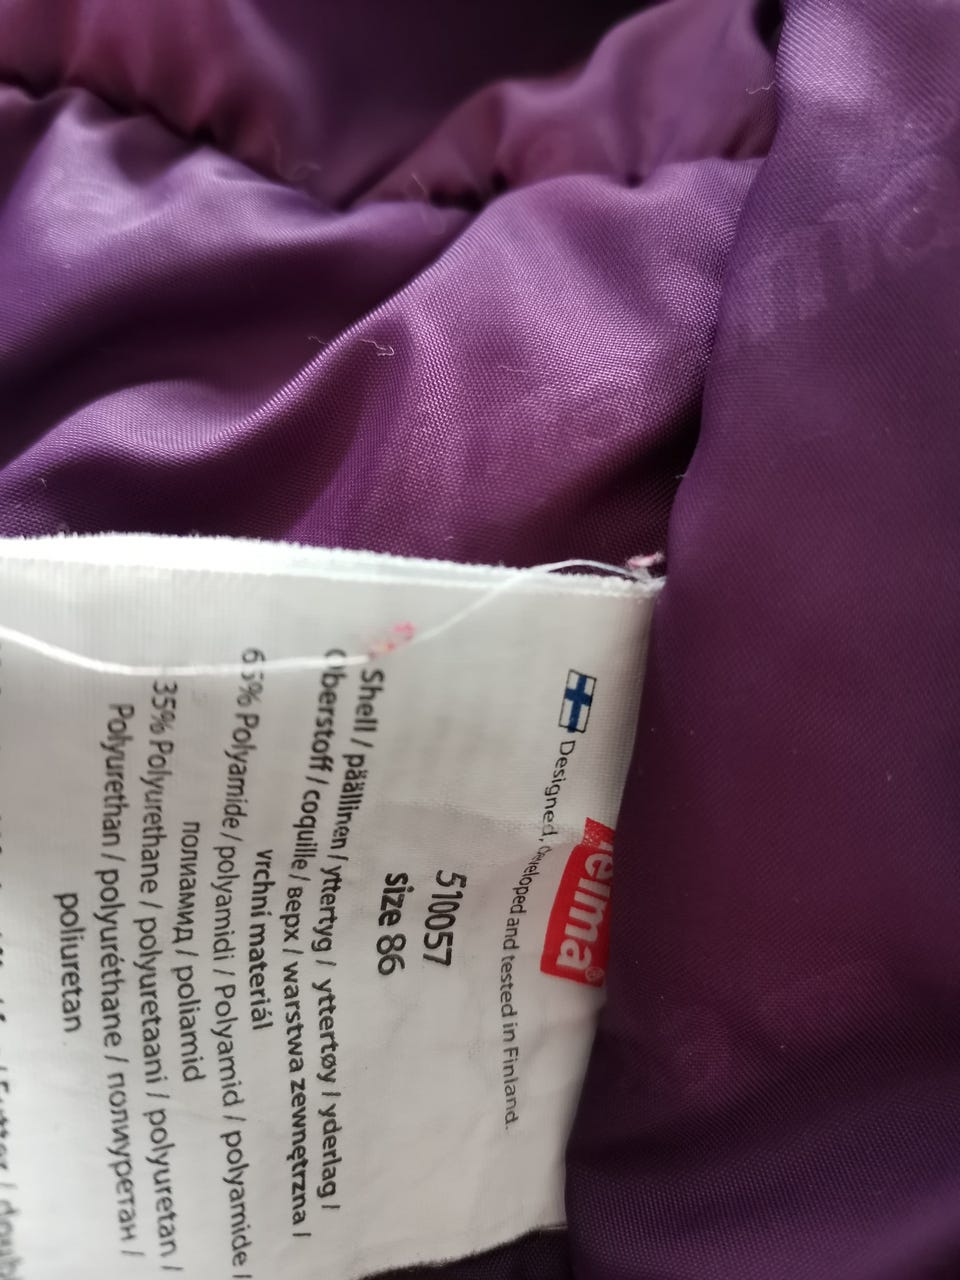 elma®
Designed, developed and tested in Finland.
510057
size 86
Shell / päällinen / yttertyg / yttertøy / yderlag /
Oberstoff / coquille / верх / warstwa zewnętrzna /
vrchní materiál
65% Polyamide / polyamidi / Polyamid / polyamide /
полиамид / poliamid
35% Polyurethane / polyuretaani / polyuretan /
Polyurethan / polyuréthane / полиуретан /
poliuretan